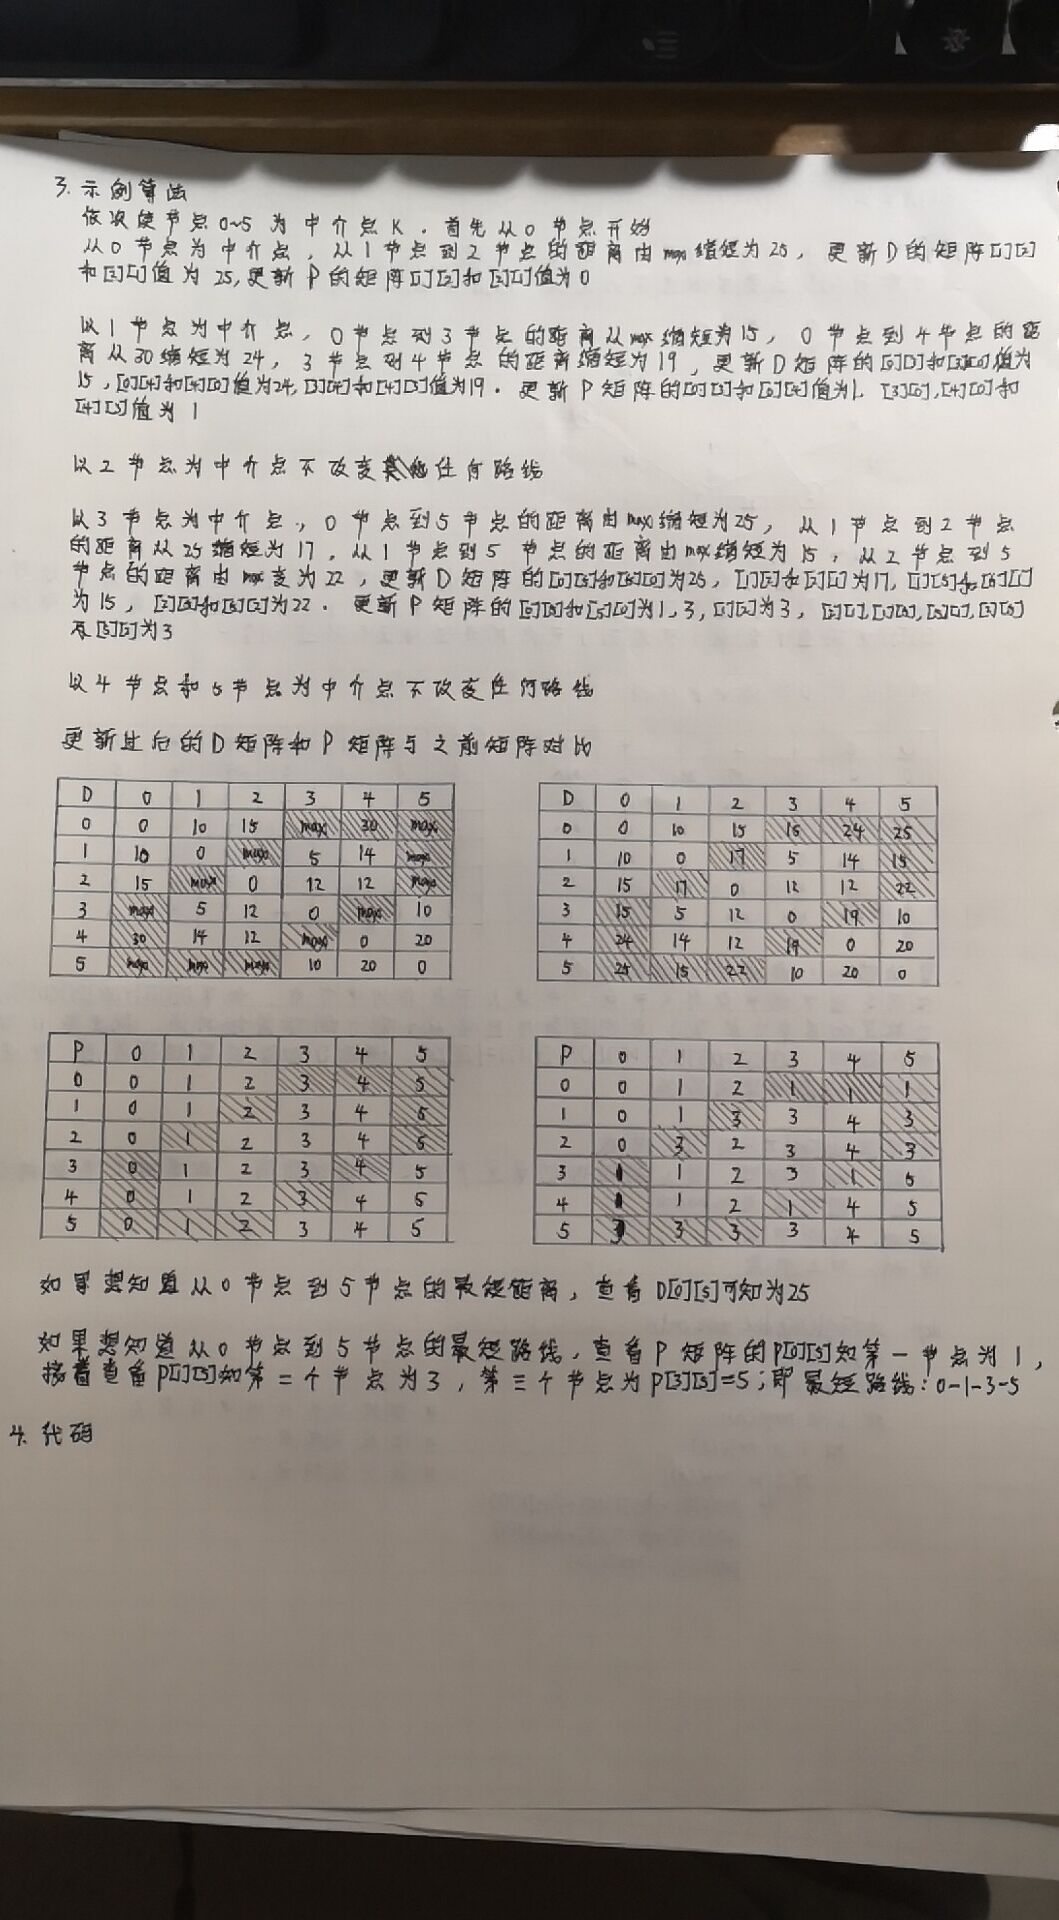 3. 示例算法
依次使节点0~5 为 中介点 K. 首先从0节点开始
从0节点为中介点, 从1节点到2节点的距离由max缩短为25, 更新D的矩阵[1][2]
和[2][1]值为25,更新P的矩阵[1][2]和[2][1]值为0
以1节点为中介点, 0节点到3节点的距离从max缩短为15, 0节点到4节点的距
离从30缩短为24, 3节点到4节点的距离缩短为19, 更新D矩阵的[0][3]和[3][0]值为
15,[0][4]和[4][0]值为24,[3][4]和[4][3]值为19. 更新P矩阵的[0][3]和[0][4]值为1. [3][0],[4][0]和
[4][3]值为1
以2节点为中介点不改变任何路线
以3节点为中介点, 0节点到5节点的距离由max缩短为25, 从1节点到2节点
的距离从25缩短为17, 从1节点到5节点的距离由max缩短为15, 从2节点到5
节点的距离由max变为22, 更新D矩阵的[0][5]和[5][0]为25, [1][2]和[2][1]为17, [1][5]和[5][1]
为15, [2][5]和[5][2]为22. 更新P矩阵的[0][5]和[5][0]为1,3, [1][2]为3, [2][1],[1][5],[5][1],[2][5]
及[5][2]为3
以4节点和5节点为中介点不改变任何路线
更新过后的D矩阵和P矩阵与之前矩阵对比
D 0 1 2 3 4 5
0 0 10 15 max 30 max
1 10 0 max 5 14 max
2 15 max 0 12 12 max
3 max 5 12 0 max 10
4 30 14 12 max 0 20
5 max max max 10 20 0
D 0 1 2 3 4 5
0 0 10 15 15 24 25
1 10 0 17 5 14 15
2 15 17 0 12 12 22
3 15 5 12 0 19 10
4 24 14 12 19 0 20
5 25 15 22 10 20 0
P 0 1 2 3 4 5
0 0 1 2 3 4 5
1 0 1 2 3 4 5
2 0 1 2 3 4 5
3 0 1 2 3 4 5
4 0 1 2 3 4 5
5 0 1 2 3 4 5
P 0 1 2 3 4 5
0 0 1 2 1 1 1
1 0 1 3 3 4 3
2 0 3 2 3 4 3
3 1 1 2 3 1 5
4 1 1 2 1 4 5
5 3 3 3 3 4 5
如果想知道从0节点到5节点的最短距离, 查看D[0][5]可知为25
如果想知道从0节点到5节点的最短路线, 查看P矩阵的P[0][5]知第一节点为1,
接着查看P[1][5]知第二个节点为3, 第三个节点为P[3][5]=5;即最短路线:0-1-3-5
4. 代码